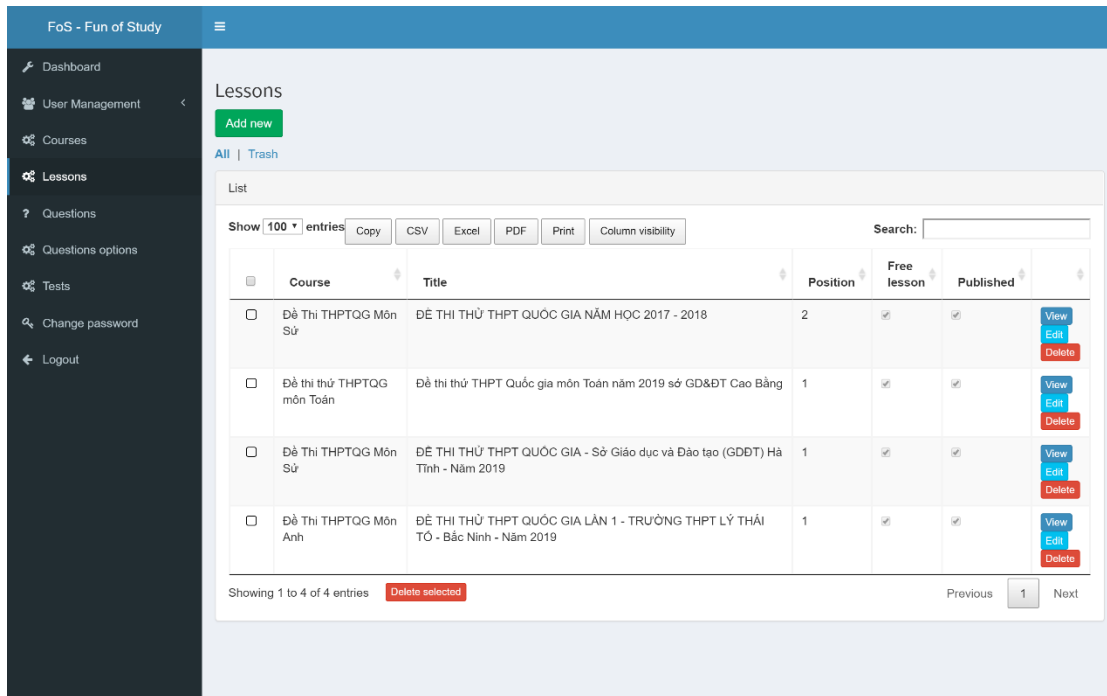 FoS - Fun of Study
Dashboard
User Management
Courses
Lessons
Questions
Questions options
Tests
Change password
Logout
Lessons
Add new
All | Trash
List
Show 100 entries Copy CSV Excel PDF Print Column visibility Search:
Course Title Position Free lesson Published
Đề Thi THPTQG Môn Sử ĐỀ THI THỬ THPT QUỐC GIA NĂM HỌC 2017 - 2018 2 View Edit Delete
Đề thi thử THPTQG môn Toán Đề thi thử THPT Quốc gia môn Toán năm 2019 sở GD&ĐT Cao Bằng 1 View Edit Delete
Đề Thi THPTQG Môn Sử ĐỀ THI THỬ THPT QUỐC GIA - Sở Giáo dục và Đào tạo (GDĐT) Hà Tĩnh - Năm 2019 1 View Edit Delete
Đề Thi THPTQG Môn Anh ĐỀ THI THỬ THPT QUỐC GIA LẦN 1 - TRƯỜNG THPT LÝ THÁI TỔ - Bắc Ninh - Năm 2019 1 View Edit Delete
Showing 1 to 4 of 4 entries Delete selected Previous 1 Next